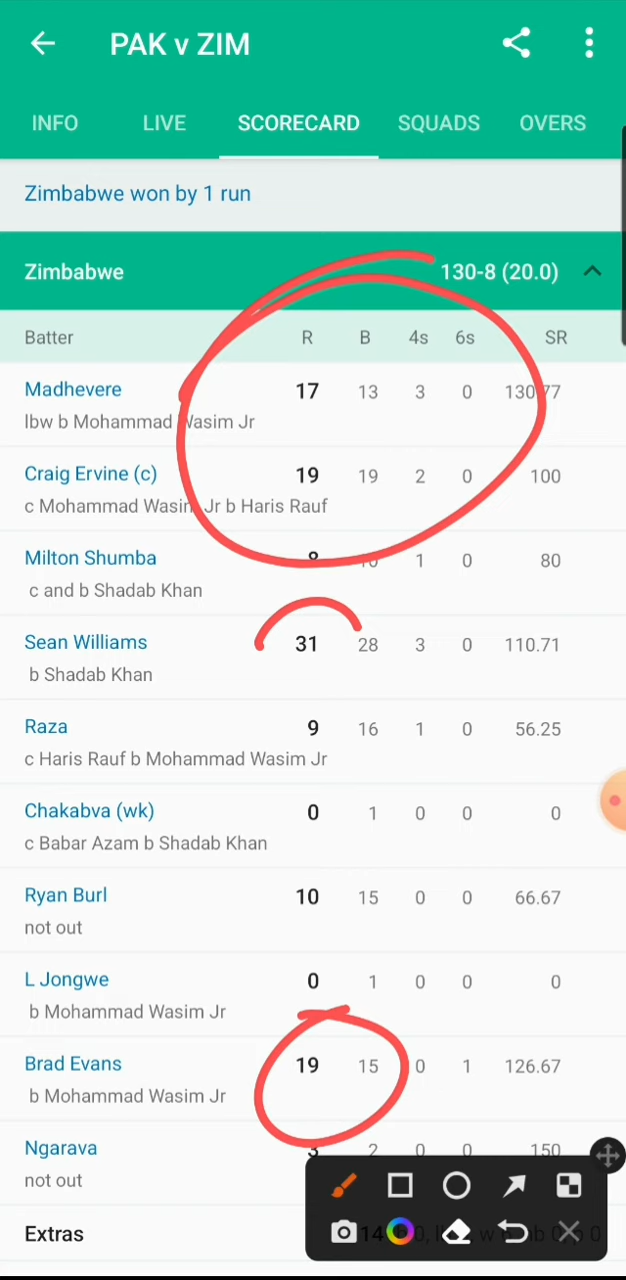 PAK v ZIM
INFO LIVE SCORECARD SQUADS OVERS
Zimbabwe won by 1 run
Zimbabwe 130-8 (20.0)
Batter R B 4s 6s SR
Madhevere 17 13 3 0 130.77
lbw b Mohammad Wasim Jr
Craig Ervine (c) 19 19 2 0 100
c Mohammad Wasim Jr b Haris Rauf
Milton Shumba 8 10 1 0 80
c and b Shadab Khan
Sean Williams 31 28 3 0 110.71
b Shadab Khan
Raza 9 16 1 0 56.25
c Haris Rauf b Mohammad Wasim Jr
Chakabva (wk) 0 1 0 0 0
c Babar Azam b Shadab Khan
Ryan Burl 10 15 0 0 66.67
not out
L Jongwe 0 1 0 0 0
b Mohammad Wasim Jr
Brad Evans 19 15 0 1 126.67
b Mohammad Wasim Jr
Ngarava 3 2 0 0 150
not out
Extras 14